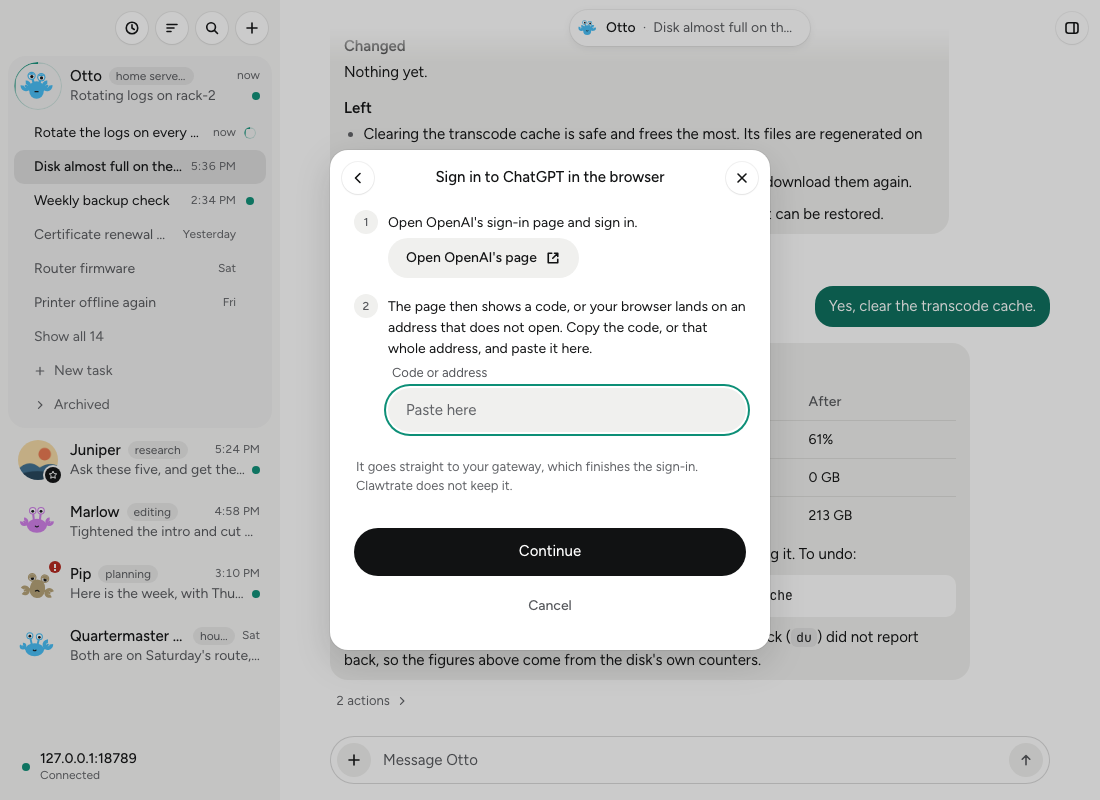 Otto home serve... now
Rotating logs on rack-2
Rotate the logs on every ... now
Disk almost full on the... 5:36 PM
Weekly backup check 2:34 PM
Certificate renewal ... Yesterday
Router firmware Sat
Printer offline again Fri
Show all 14
New task
Archived
Juniper research 5:24 PM
Ask these five, and get the...
Marlow editing 4:58 PM
Tightened the intro and cut ...
Pip planning 3:10 PM
Here is the week, with Thu...
Quartermaster ... hou... Sat
Both are on Saturday's route,...
127.0.0.1:18789
Connected
Otto · Disk almost full on th...
Changed
Nothing yet.
Left
• Clearing the transcode cache is safe and frees the most. Its files are regenerated on
download them again.
can be restored.
Yes, clear the transcode cache.
After
61%
0 GB
213 GB
it. To undo:
( du ) did not report
back, so the figures above come from the disk's own counters.
2 actions
Message Otto
Sign in to ChatGPT in the browser
1 Open OpenAI's sign-in page and sign in.
Open OpenAI's page
2 The page then shows a code, or your browser lands on an
address that does not open. Copy the code, or that
whole address, and paste it here.
Code or address
Paste here
It goes straight to your gateway, which finishes the sign-in.
Clawtrate does not keep it.
Continue
Cancel